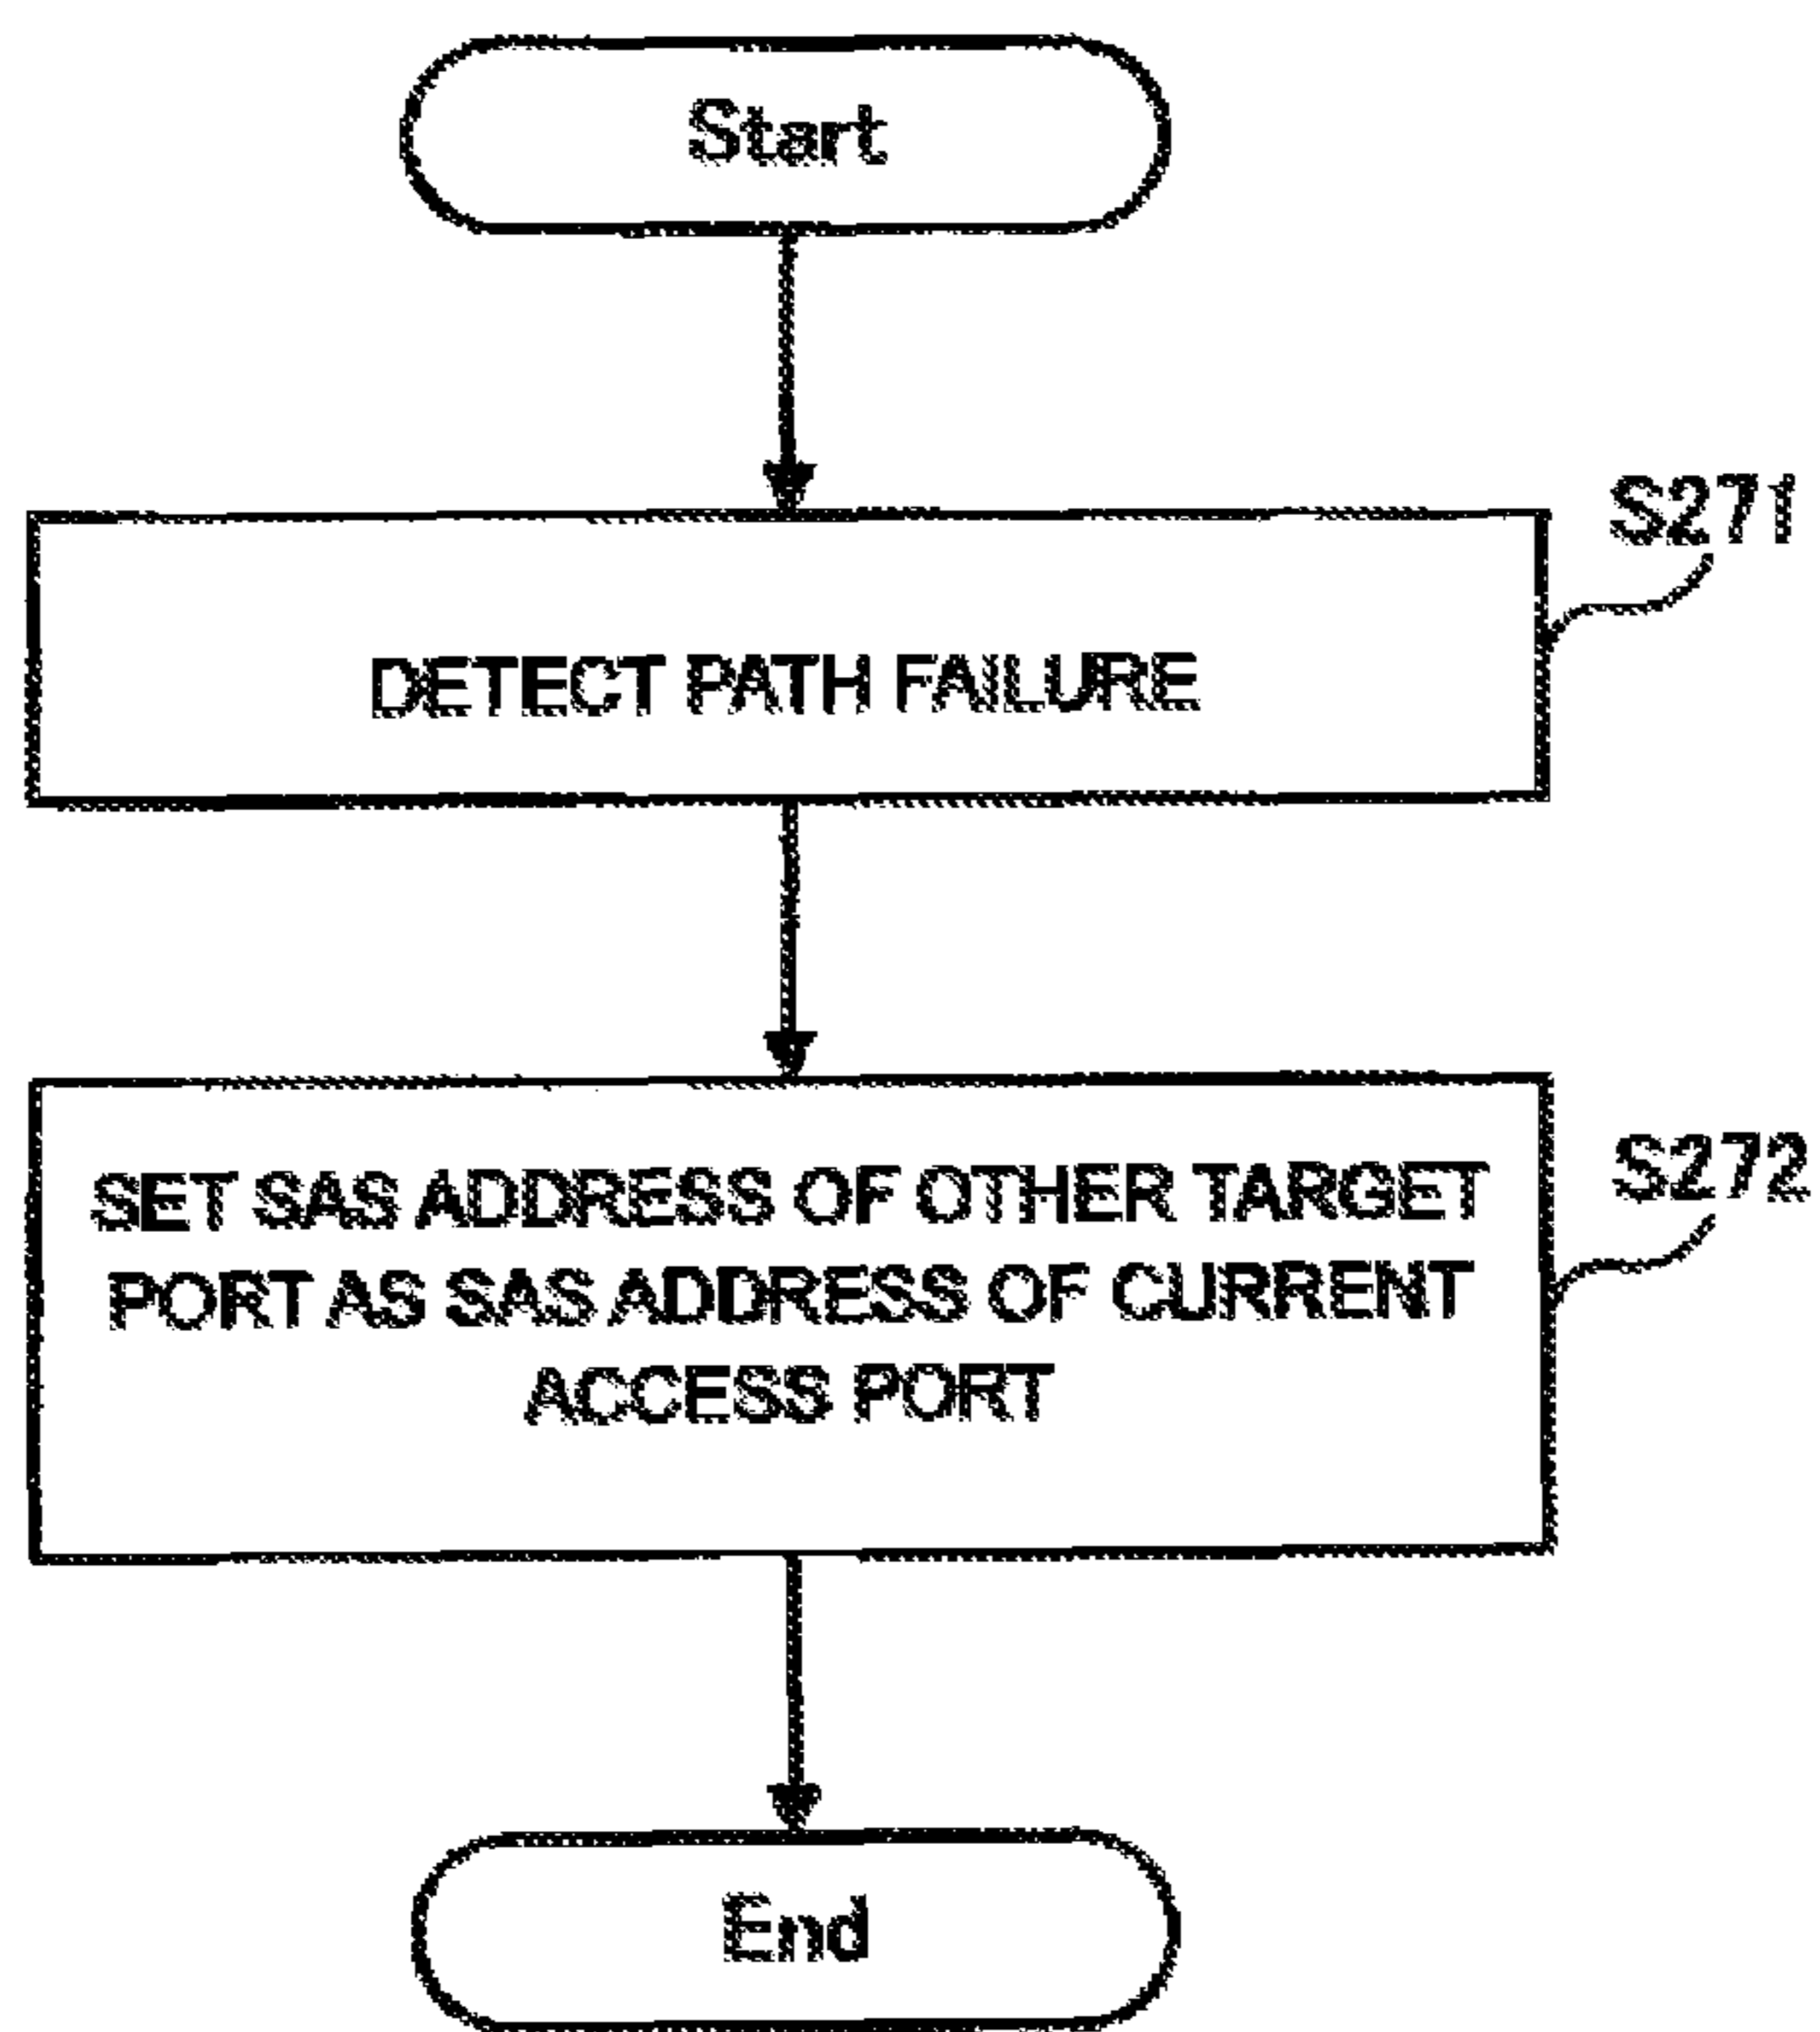 Start
S271
DETECT PATH FAILURE
S272
SET SAS ADDRESS OF OTHER TARGET
PORT AS SAS ADDRESS OF CURRENT
ACCESS PORT
End